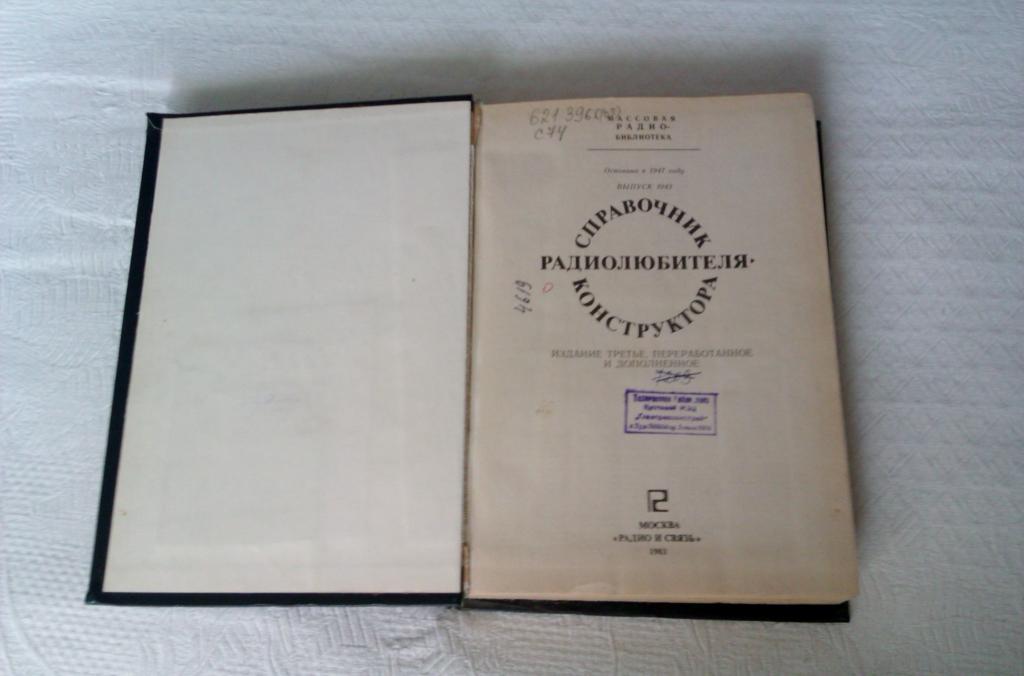 621.396(03)
С74
МАССОВАЯ
РАДИО-
БИБЛИОТЕКА
Основана в 1947 году
ВЫПУСК 1043
СПРАВОЧНИК
РАДИОЛЮБИТЕЛЯ-
КОНСТРУКТОРА
4619
ИЗДАНИЕ ТРЕТЬЕ, ПЕРЕРАБОТАННОЕ
И ДОПОЛНЕННОЕ
МОСКВА
«РАДИО И СВЯЗЬ»
1983